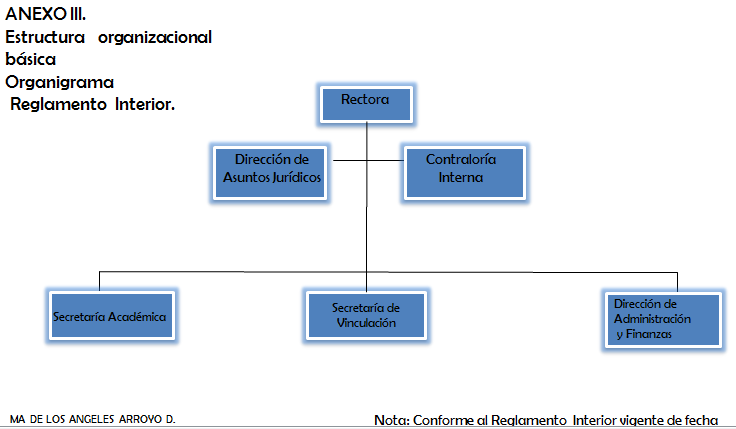 ANEXO III.
Estructura organizacional
básica
Organigrama
Reglamento Interior.
Rectora
Dirección de
Asuntos Jurídicos
Contraloría
Interna
Secretaría Académica
Secretaría de
Vinculación
Dirección de
Administración
y Finanzas
MA DE LOS ANGELES ARROYO D.
Nota: Conforme al Reglamento Interior vigente de fecha